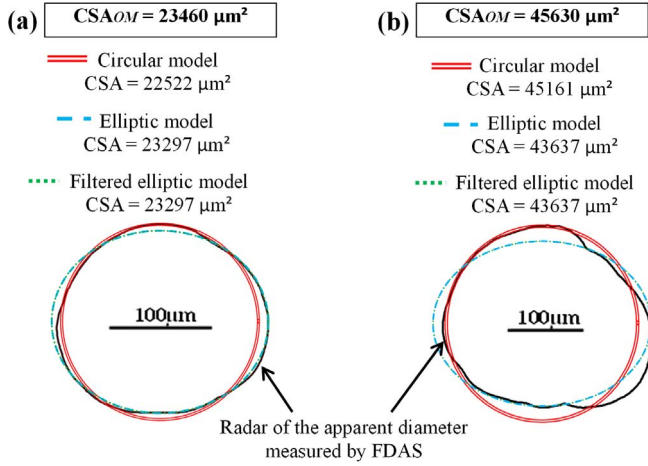 (a)
CSAOM = 23460 µm²
Circular model
CSA = 22522 µm²
Elliptic model
CSA = 23297 µm²
Filtered elliptic model
CSA = 23297 µm²
100µm
(b)
CSAOM = 45630 µm²
Circular model
CSA = 45161 µm²
Elliptic model
CSA = 43637 µm²
Filtered elliptic model
CSA = 43637 µm²
100µm
Radar of the apparent diameter
measured by FDAS